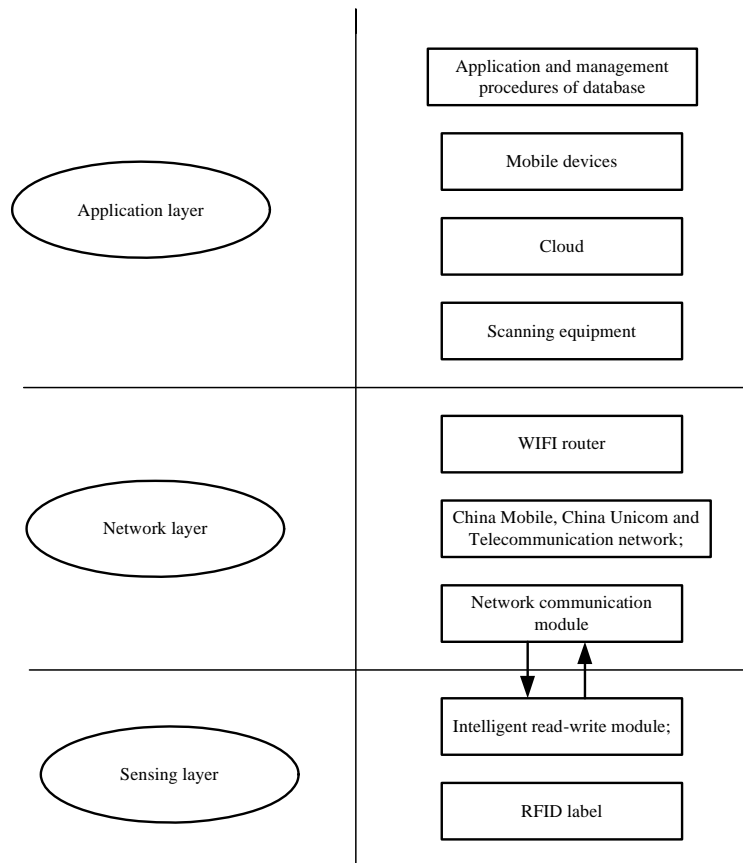 Application and management
procedures of database
Mobile devices
Application layer
Cloud
Scanning equipment
WIFI router
Network layer
China Mobile, China Unicom and
Telecommunication network;
Network communication
module
Intelligent read-write module;
Sensing layer
RFID label